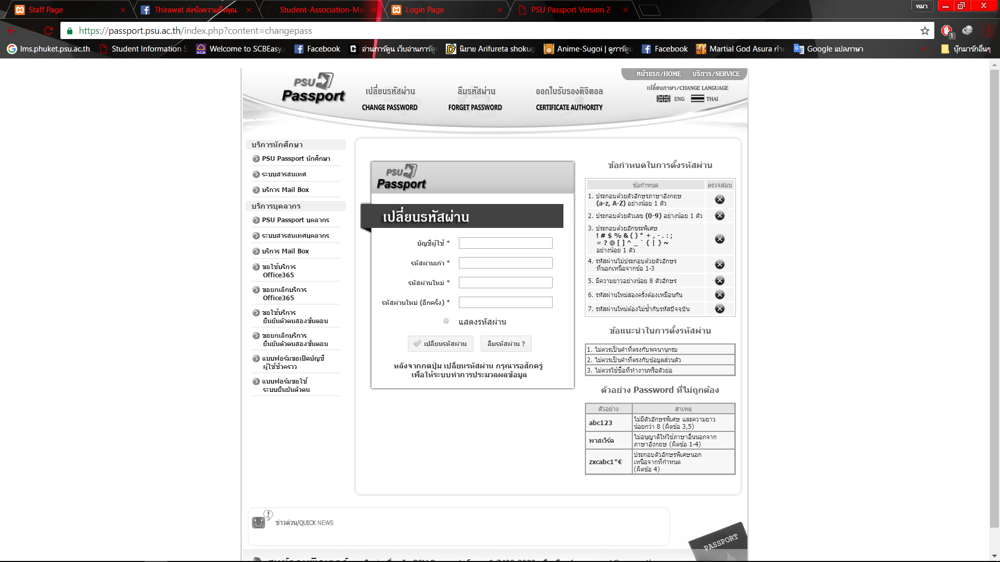 Staff Page
Thirawat ส่งข้อความถึงคุณ
Student-Association-Ma
Login Page
PSU Passport Version 2
หมา
https://passport.psu.ac.th/index.php?content=changepass
1
lms.phuket.psu.ac.th
Student Information S
Welcome to SCBEasy.
Facebook
อ่านการ์ตูน เว็บอ่านการ์ตู
นิยาย Arifureta shokug
Anime-Sugoi | ดูการ์ตูน
Facebook
Martial God Asura กำเ
Google แปลภาษา
บุ๊กมาร์กอื่นๆ
PSU Passport
เปลี่ยนรหัสผ่าน
CHANGE PASSWORD
ลืมรหัสผ่าน
FORGET PASSWORD
ออกใบรับรองดิจิตอล
CERTIFICATE AUTHORITY
หน้าแรก/HOME
บริการ/SERVICE
เปลี่ยนภาษา/CHANGE LANGUAGE
ENG
THAI
บริการนักศึกษา
PSU Passport นักศึกษา
ระบบสารสนเทศ
บริการ Mail Box
บริการบุคลากร
PSU Passport บุคลากร
ระบบสารสนเทศบุคลากร
บริการ Mail Box
ขอใช้บริการ
Office365
ขอยกเลิกบริการ
Office365
ขอใช้บริการ
ยืนยันตัวตนสองขั้นตอน
ขอยกเลิกบริการ
ยืนยันตัวตนสองขั้นตอน
แบบฟอร์มขอเปิดบัญชี
ผู้ใช้ชั่วคราว
แบบฟอร์มขอใช้
ระบบยืนยันตัวตน
PSU Passport
เปลี่ยนรหัสผ่าน
บัญชีผู้ใช้ *
รหัสผ่านเก่า *
รหัสผ่านใหม่ *
รหัสผ่านใหม่ (อีกครั้ง) *
แสดงรหัสผ่าน
เปลี่ยนรหัสผ่าน
ลืมรหัสผ่าน ?
หลังจากกดปุ่ม เปลี่ยนรหัสผ่าน กรุณารอสักครู่
เพื่อให้ระบบทำการประมวลผลข้อมูล
ข้อกำหนดในการตั้งรหัสผ่าน
ข้อกำหนด ตรวจสอบ
1. ประกอบด้วยตัวอักษรภาษาอังกฤษ
(a-z, A-Z) อย่างน้อย 1 ตัว
2. ประกอบด้วยตัวเลข (0-9) อย่างน้อย 1 ตัว
3. ประกอบด้วยอักขระพิเศษ
! # $ % & ( ) * + , - . : ;
= ? @ [ ] ^ _ ` { | } ~
อย่างน้อย 1 ตัว
4. รหัสผ่านไม่ประกอบด้วยตัวอักษร
ที่นอกเหนือจากข้อ 1-3
5. มีความยาวอย่างน้อย 8 ตัวอักษร
6. รหัสผ่านใหม่สองครั้งต้องเหมือนกัน
7. รหัสผ่านใหม่ต้องไม่ซ้ำกับรหัสปัจจุบัน
ข้อแนะนำในการตั้งรหัสผ่าน
1. ไม่ควรเป็นคำที่ตรงกับพจนานุกรม
2. ไม่ควรเป็นคำที่ตรงกับข้อมูลส่วนตัว
3. ไม่ควรใช้ชื่อที่ทำงานหรือตัวย่อ
ตัวอย่าง Password ที่ไม่ถูกต้อง
ตัวอย่าง สาเหตุ
abc123 ไม่มีตัวอักษรพิเศษ และความยาว
น้อยกว่า 8 (ผิดข้อ 3,5)
พาสเวิร์ด ไม่อนุญาติให้ใช้ภาษาอื่นนอกจาก
ภาษาอังกฤษ (ผิดข้อ 1-4)
zxcabc1*€ ประกอบตัวอักษรพิเศษนอก
เหนือจากที่กำหนด
(ผิดข้อ 4)
ข่าวด่วน/QUICK NEWS
PASSPORT